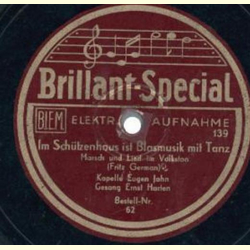 Brillant-Special
BIEM ELEKTR. AUFNAHME
139
Im Schützenhaus ist Blasmusik mit Tanz
Marsch und Lied im Volkston
(Fritz German)
Kapelle Eugen Jahn
Gesang Ernst Harten
Bestell-Nr.
62